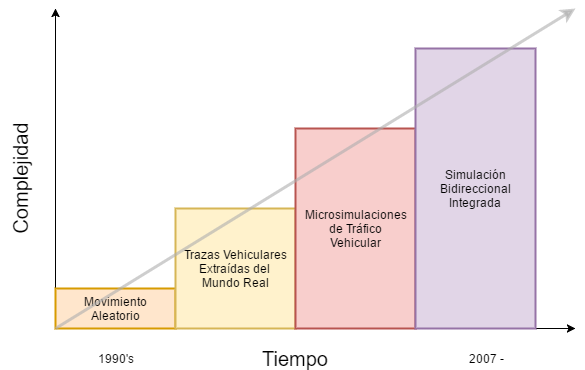 Complejidad
Movimiento
Aleatorio
Trazas Vehiculares
Extraídas del
Mundo Real
Microsimulaciones
de Tráfico
Vehicular
Simulación
Bidireccional
Integrada
1990's
Tiempo
2007 -